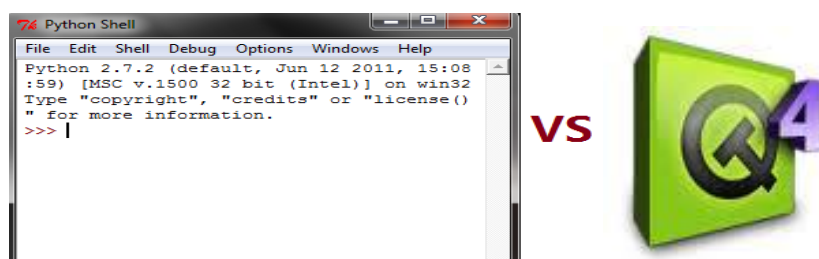 Python Shell
File Edit Shell Debug Options Windows Help
Python 2.7.2 (default, Jun 12 2011, 15:08
:59) [MSC v.1500 32 bit (Intel)] on win32
Type "copyright", "credits" or "license()
" for more information.
>>>
vs
4